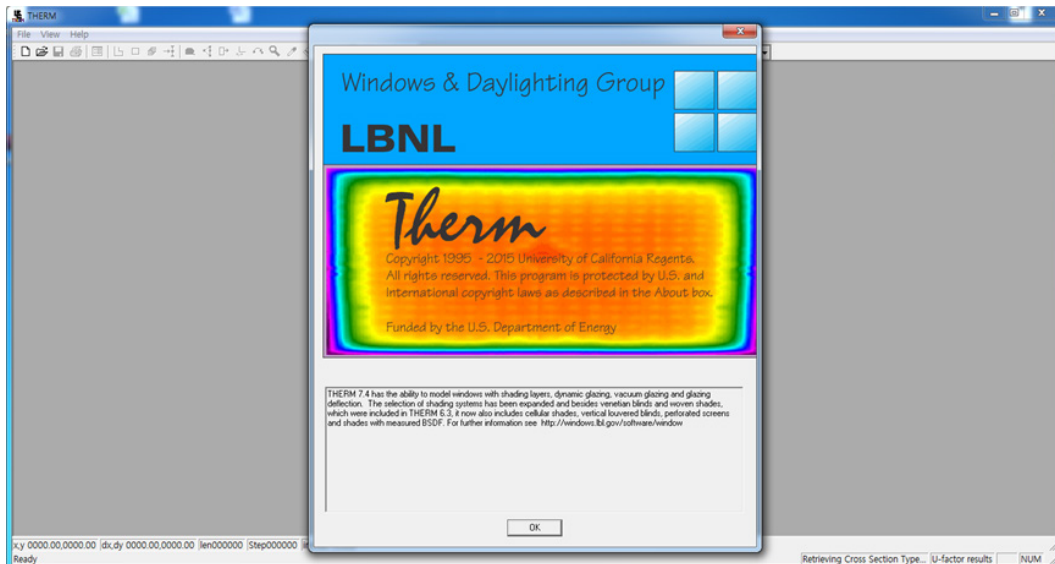 THERM
File View Help
Windows & Daylighting Group
LBNL
Therm
Copyright 1995 - 2015 University of California Regents.
All rights reserved. This program is protected by U.S. and
International copyright laws as described in the About box.
Funded by the U.S. Department of Energy
THERM 7.4 has the ability to model windows with shading layers, dynamic glazing, vacuum glazing and glazing
deflection. The selection of shading systems has been expanded and besides venetian blinds and woven shades,
which were included in THERM 6.3, it now also includes cellular shades, vertical louvered blinds, perforated screens
and shades with measured BSDF. For further information see http://windows.lbl.gov/software/window
OK
x,y 0000.00,0000.00 dx,dy 0000.00,0000.00 len000000 Step000000
Ready Retrieving Cross Section Type... U-factor results NUM